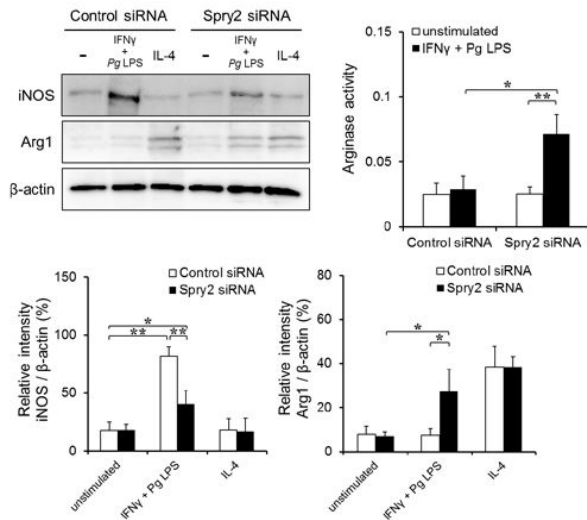 Control siRNA Spry2 siRNA
– IFNγ + Pg LPS IL-4 – IFNγ + Pg LPS IL-4
iNOS
Arg1
β-actin
unstimulated
IFNγ + Pg LPS
Arginase activity
0.15
0.1
0.05
0
*
**
Control siRNA Spry2 siRNA
Control siRNA
Spry2 siRNA
Relative intensity
iNOS / β-actin (%)
150
100
50
0
*
** **
unstimulated
IFNγ + Pg LPS
IL-4
Control siRNA
Spry2 siRNA
Relative intensity
Arg1 / β-actin (%)
80
60
40
20
0
*
*
unstimulated
IFNγ + Pg LPS
IL-4